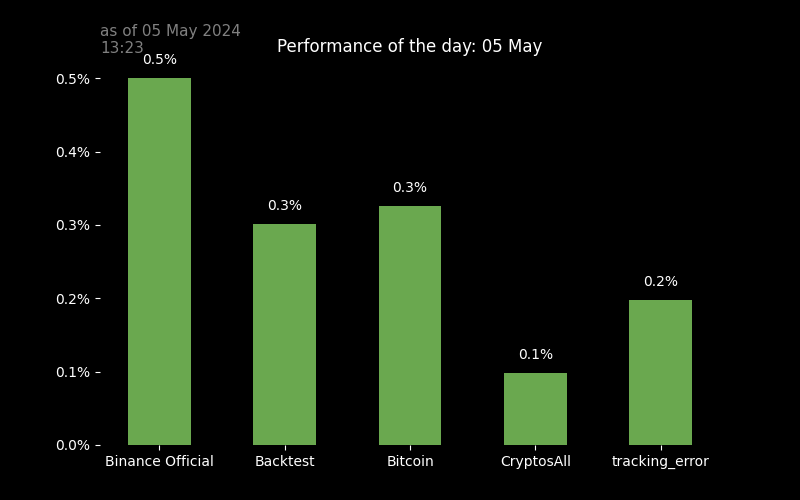 as of 05 May 2024
13:23
Performance of the day: 05 May
0.5%
0.4%
0.3%
0.2%
0.1%
0.0%
0.5%
0.3%
0.3%
0.1%
0.2%
Binance Official
Backtest
Bitcoin
CryptosAll
tracking_error